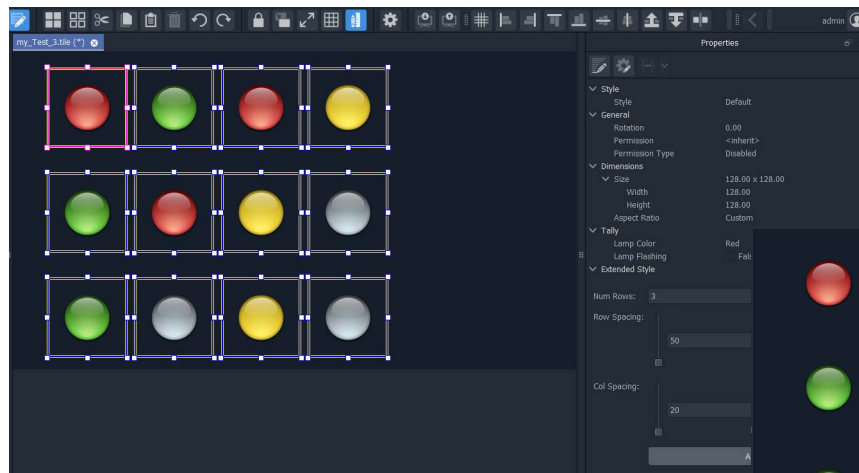 admin
my_Test_3.tile (*)
Properties
Style
Style Default
General
Rotation 0.00
Permission <inherit>
Permission Type Disabled
Dimensions
Size 128.00 x 128.00
Width 128.00
Height 128.00
Aspect Ratio Custom
Tally
Lamp Color Red
Lamp Flashing
Extended Style
Num Rows: 3
Row Spacing:
50
Col Spacing:
20
A